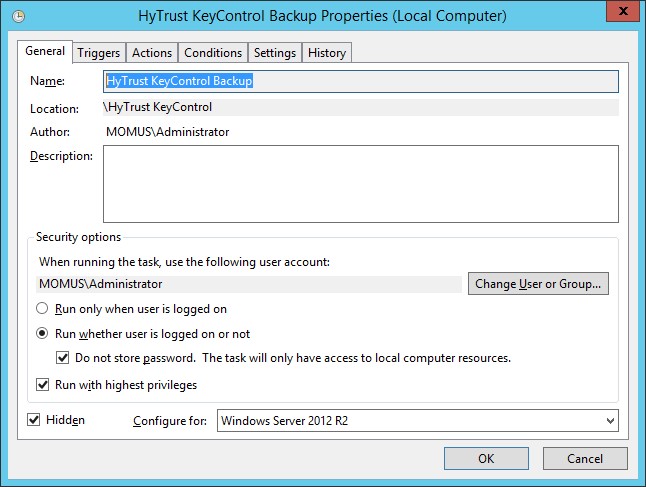 HyTrust KeyControl Backup Properties (Local Computer)
x
General Triggers Actions Conditions Settings History
Name: HyTrust KeyControl Backup
Location: \HyTrust KeyControl
Author: MOMUS\Administrator
Description:
Security options
When running the task, use the following user account:
MOMUS\Administrator Change User or Group...
Run only when user is logged on
Run whether user is logged on or not
Do not store password. The task will only have access to local computer resources.
Run with highest privileges
Hidden Configure for: Windows Server 2012 R2
OK Cancel